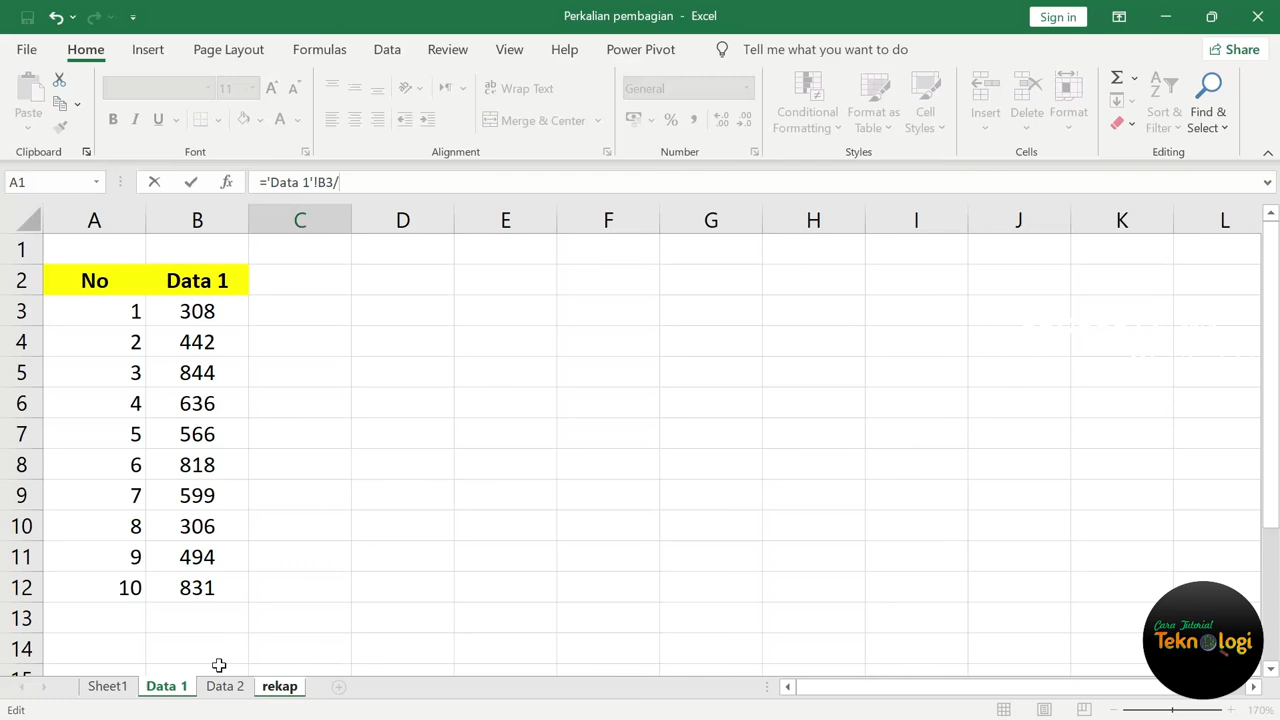 Perkalian pembagian - Excel
Sign in
File Home Insert Page Layout Formulas Data Review View Help Power Pivot Tell me what you want to do Share
Paste
11
B I U A
ab
Wrap Text
Merge & Center
General
%
Conditional Formatting
Format as Table
Cell Styles
Insert Delete Format
Sort & Filter
Find & Select
Clipboard Font Alignment Number Styles Cells Editing
A1 fx ='Data 1'!B3/
A B C D E F G H I J K L
1
2 No Data 1
3 1 308
4 2 442
5 3 844
6 4 636
7 5 566
8 6 818
9 7 599
10 8 306
11 9 494
12 10 831
13
14
15
Cara Tutorial
Teknologi
Sheet1 Data 1 Data 2 rekap
Edit 170%